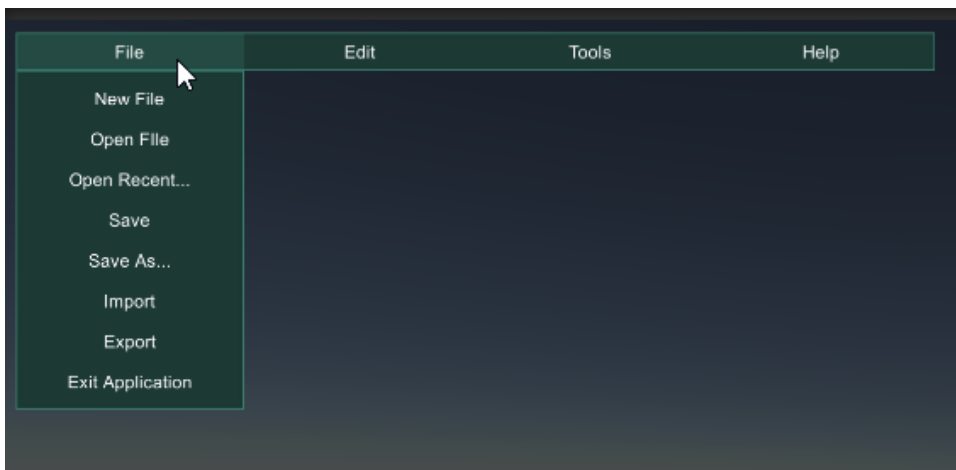 File Edit Tools Help
New File
Open FIle
Open Recent...
Save
Save As...
Import
Export
Exit Application